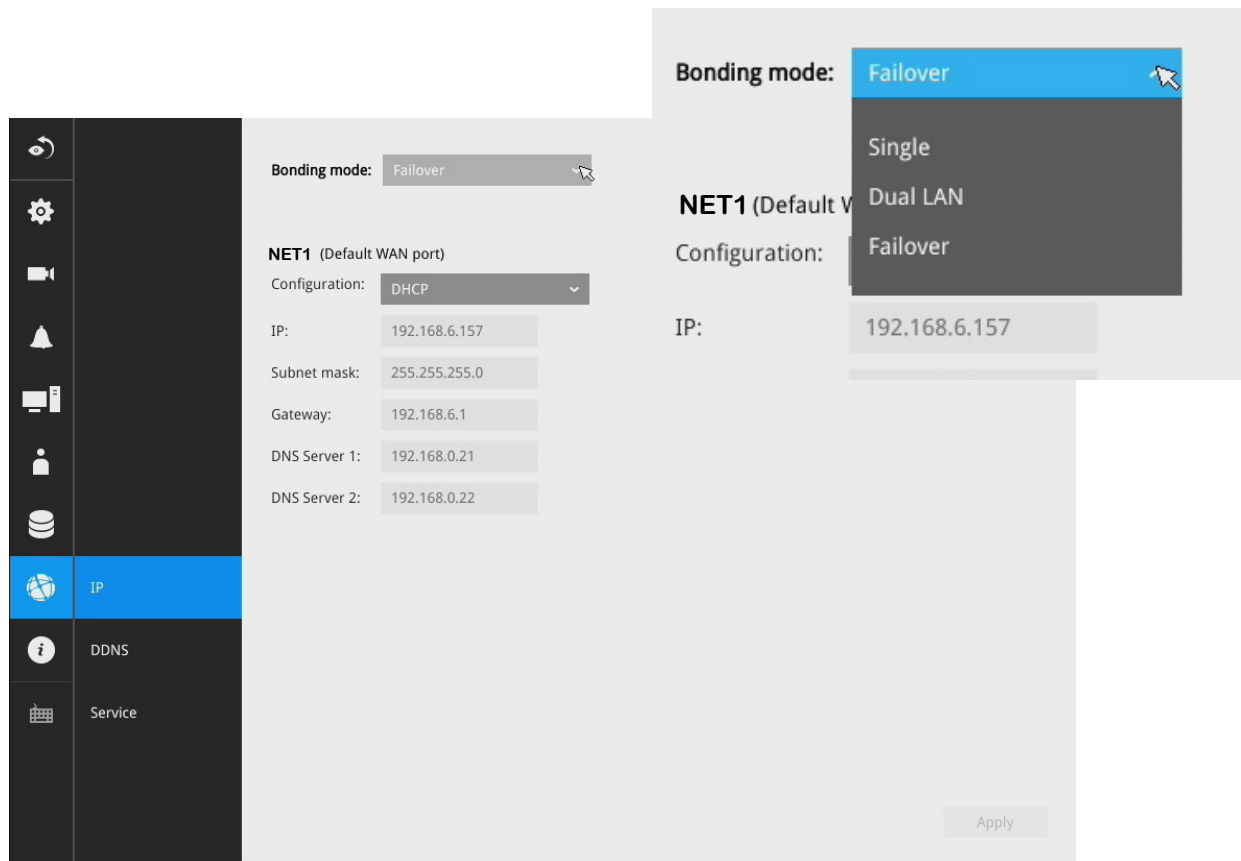 Bonding mode: Failover
NET1 (Default WAN port)
Configuration: DHCP
IP: 192.168.6.157
Subnet mask: 255.255.255.0
Gateway: 192.168.6.1
DNS Server 1: 192.168.0.21
DNS Server 2: 192.168.0.22
IP
DDNS
Service
Apply
Bonding mode: Failover
Single
Dual LAN
Failover
NET1 (Default W
Configuration:
IP: 192.168.6.157